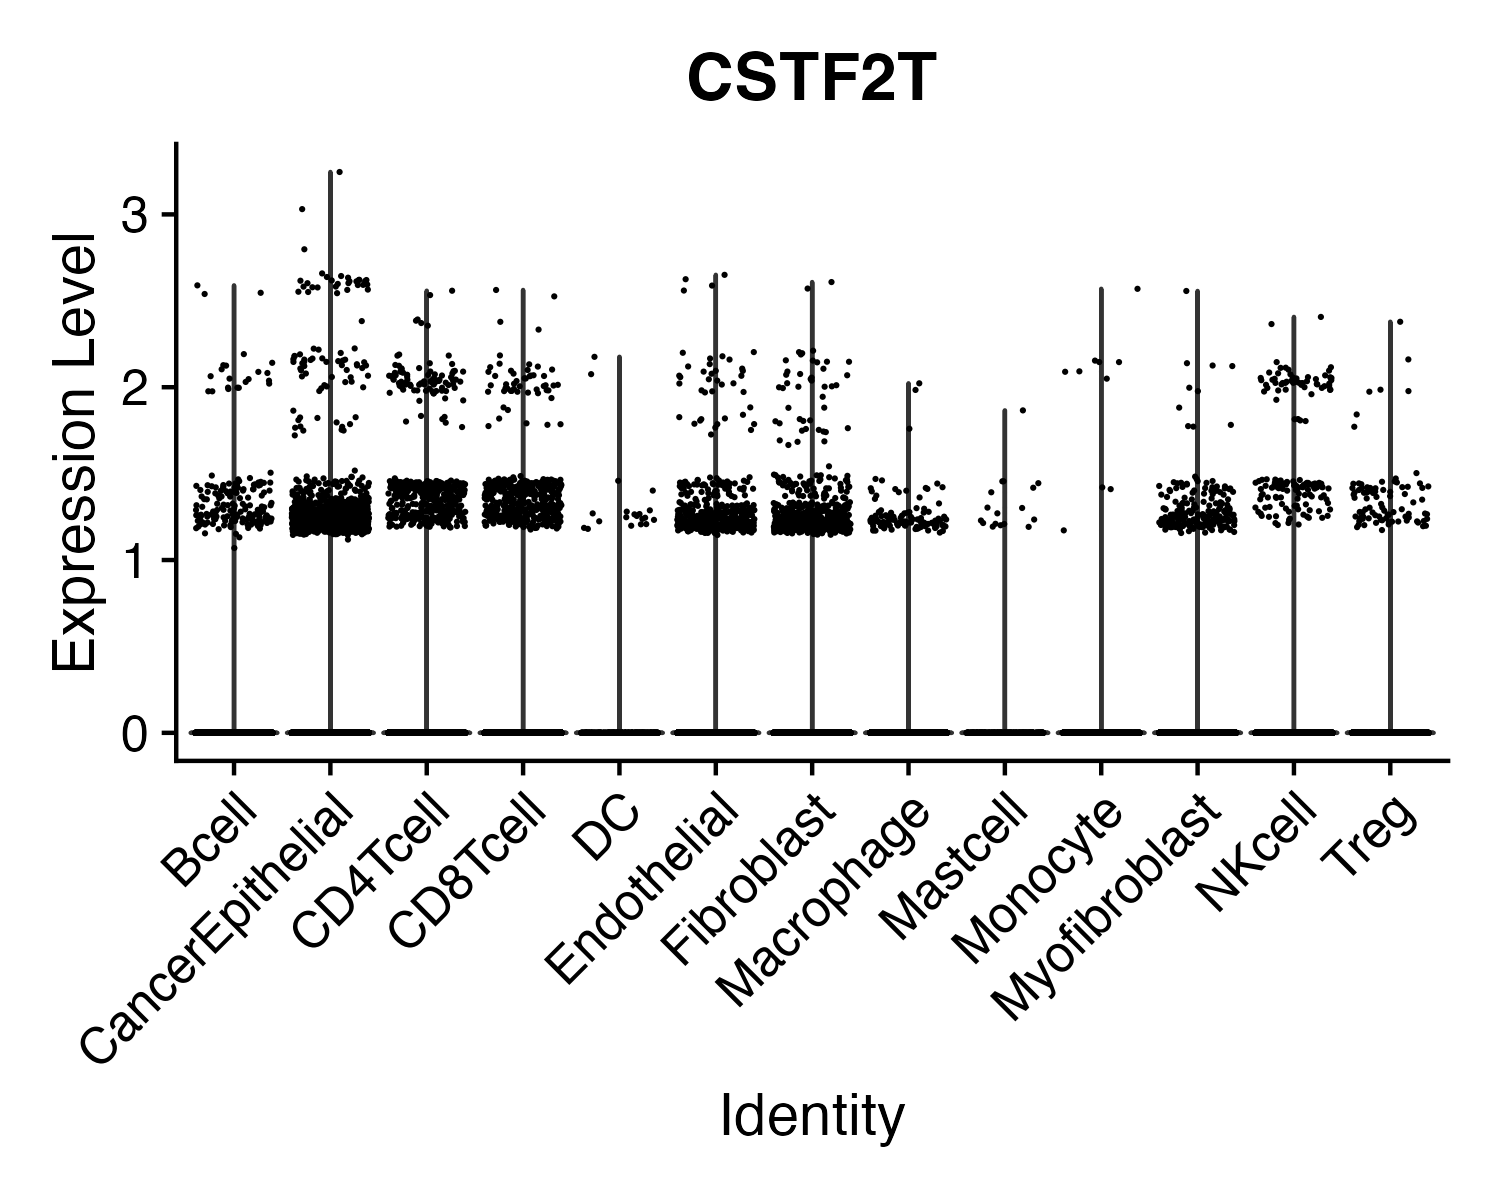 CSTF2T
Expression Level
3
2
1
0
Bcell
CancerEpithelial
CD4Tcell
CD8Tcell
DC
Endothelial
Fibroblast
Macrophage
Mastcell
Monocyte
Myofibroblast
NKcell
Treg
Identity